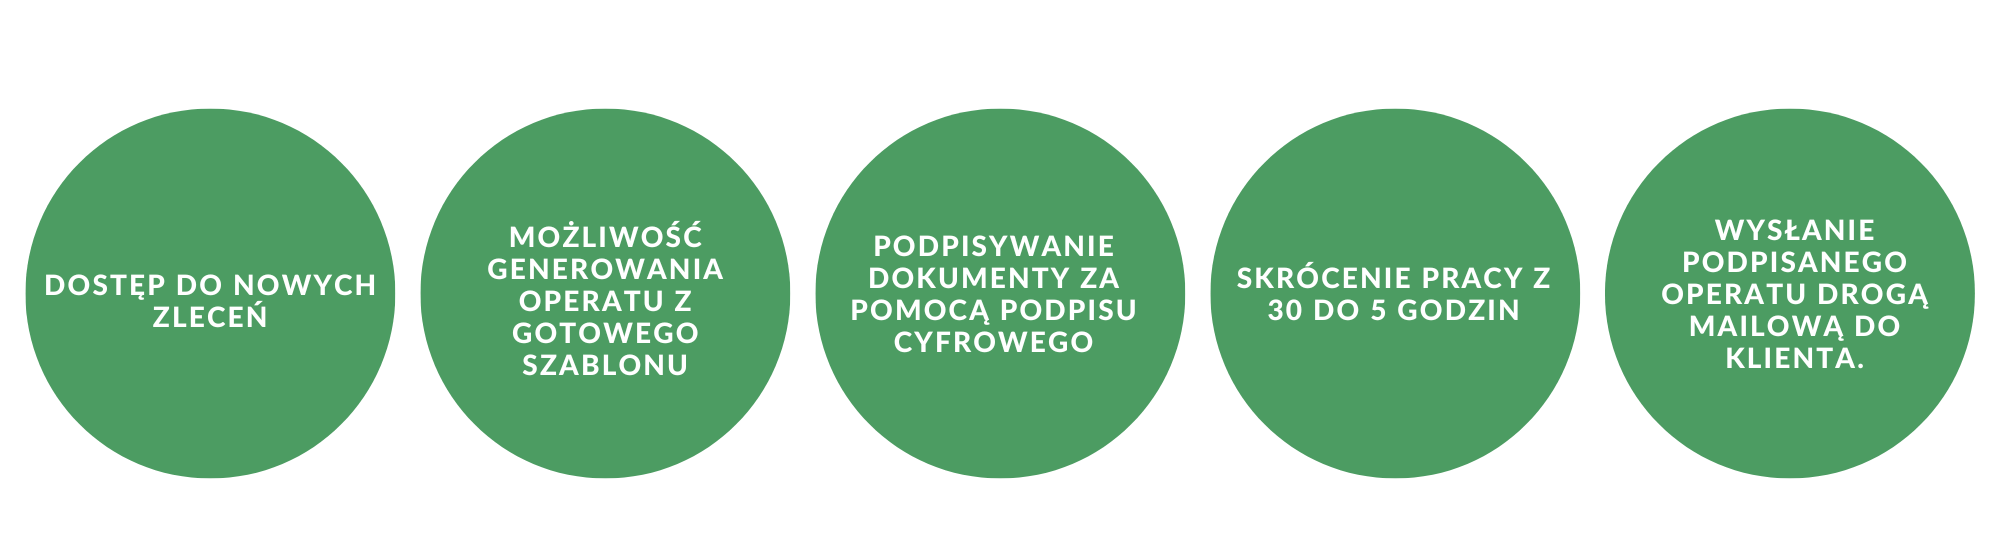 DOSTĘP DO NOWYCH
ZLECEŃ
MOŻLIWOŚĆ
GENEROWANIA
OPERATU Z
GOTOWEGO
SZABLONU
PODPISYWANIE
DOKUMENTY ZA
POMOCĄ PODPISU
CYFROWEGO
SKRÓCENIE PRACY Z
30 DO 5 GODZIN
WYSŁANIE
PODPISANEGO
OPERATU DROGĄ
MAILOWĄ DO
KLIENTA.